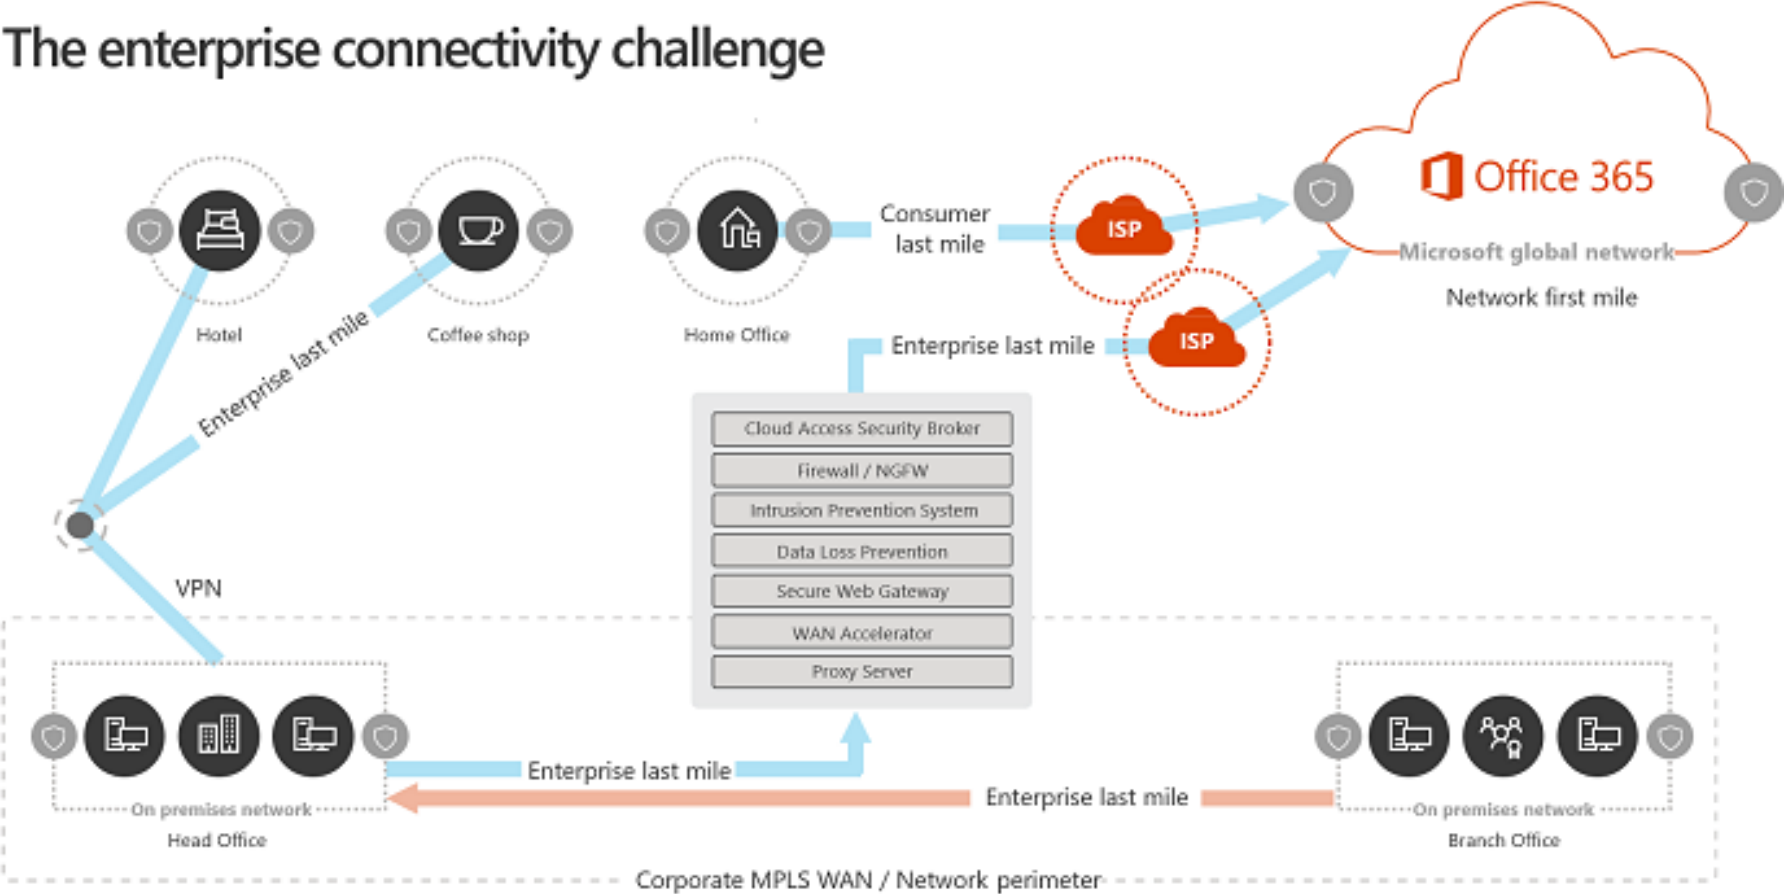 The enterprise connectivity challenge
Office 365
Microsoft global network
Network first mile
Consumer
last mile
ISP
Hotel
Coffee shop
Home Office
Enterprise last mile
Enterprise last mile
ISP
Cloud Access Security Broker
Firewall / NGFW
Intrusion Prevention System
Data Loss Prevention
Secure Web Gateway
WAN Accelerator
Proxy Server
VPN
Enterprise last mile
Enterprise last mile
On premises network
Head Office
On premises network
Branch Office
Corporate MPLS WAN / Network perimeter